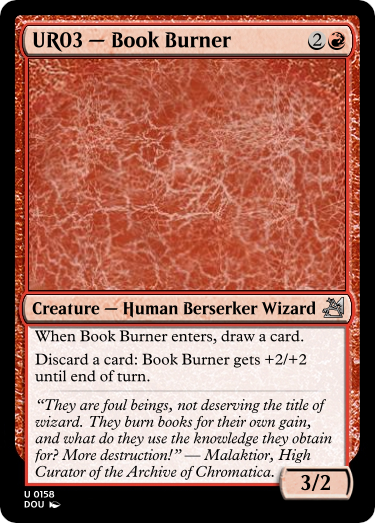 UR03 — Book Burner 2
Creature — Human Berserker Wizard
When Book Burner enters, draw a card.
Discard a card: Book Burner gets +2/+2
until end of turn.
“They are foul beings, not deserving the title of
wizard. They burn books for their own gain,
and what do they use the knowledge they obtain
for? More destruction!” — Malaktior, High
Curator of the Archive of Chromatica.
3/2
U 0158
DOU